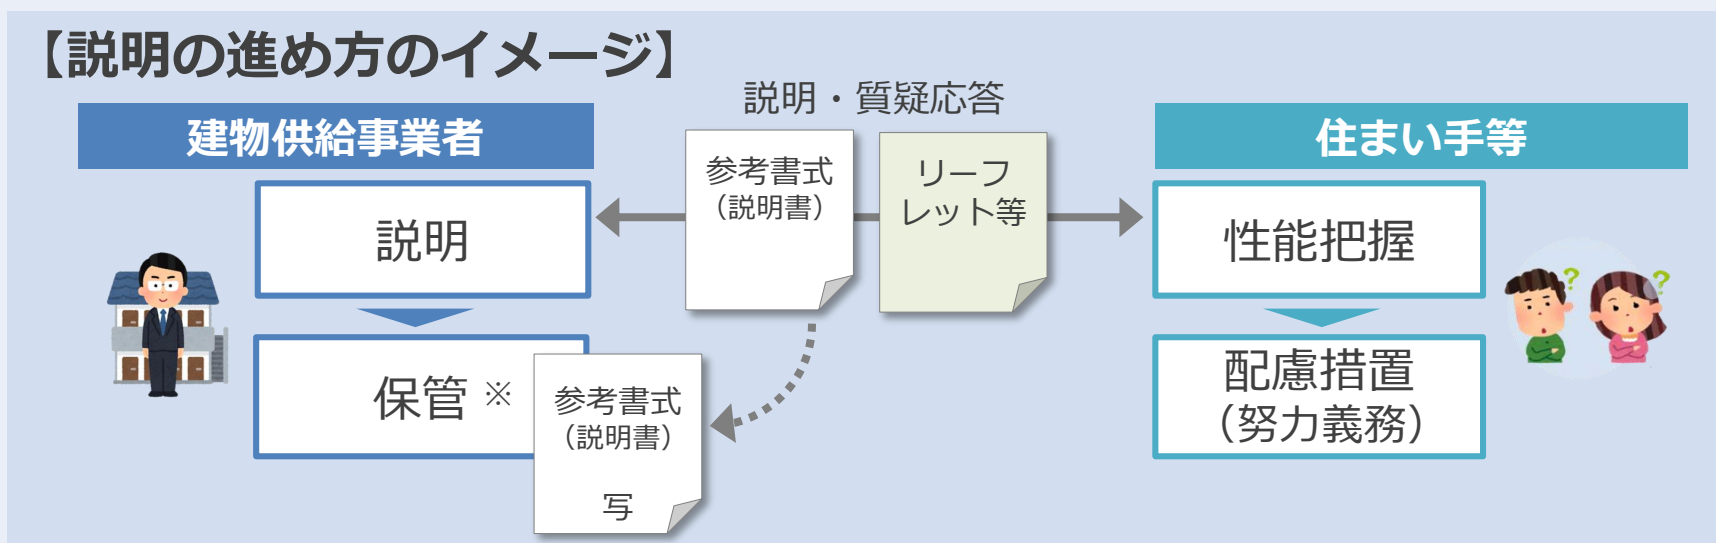 【説明の進め方のイメージ】
説明・質疑応答
建物供給事業者
住まい手等
参考書式
（説明書）
リーフ
レット等
説明
性能把握
保管 ※
参考書式
（説明書）
写
配慮措置
（努力義務）
?
?